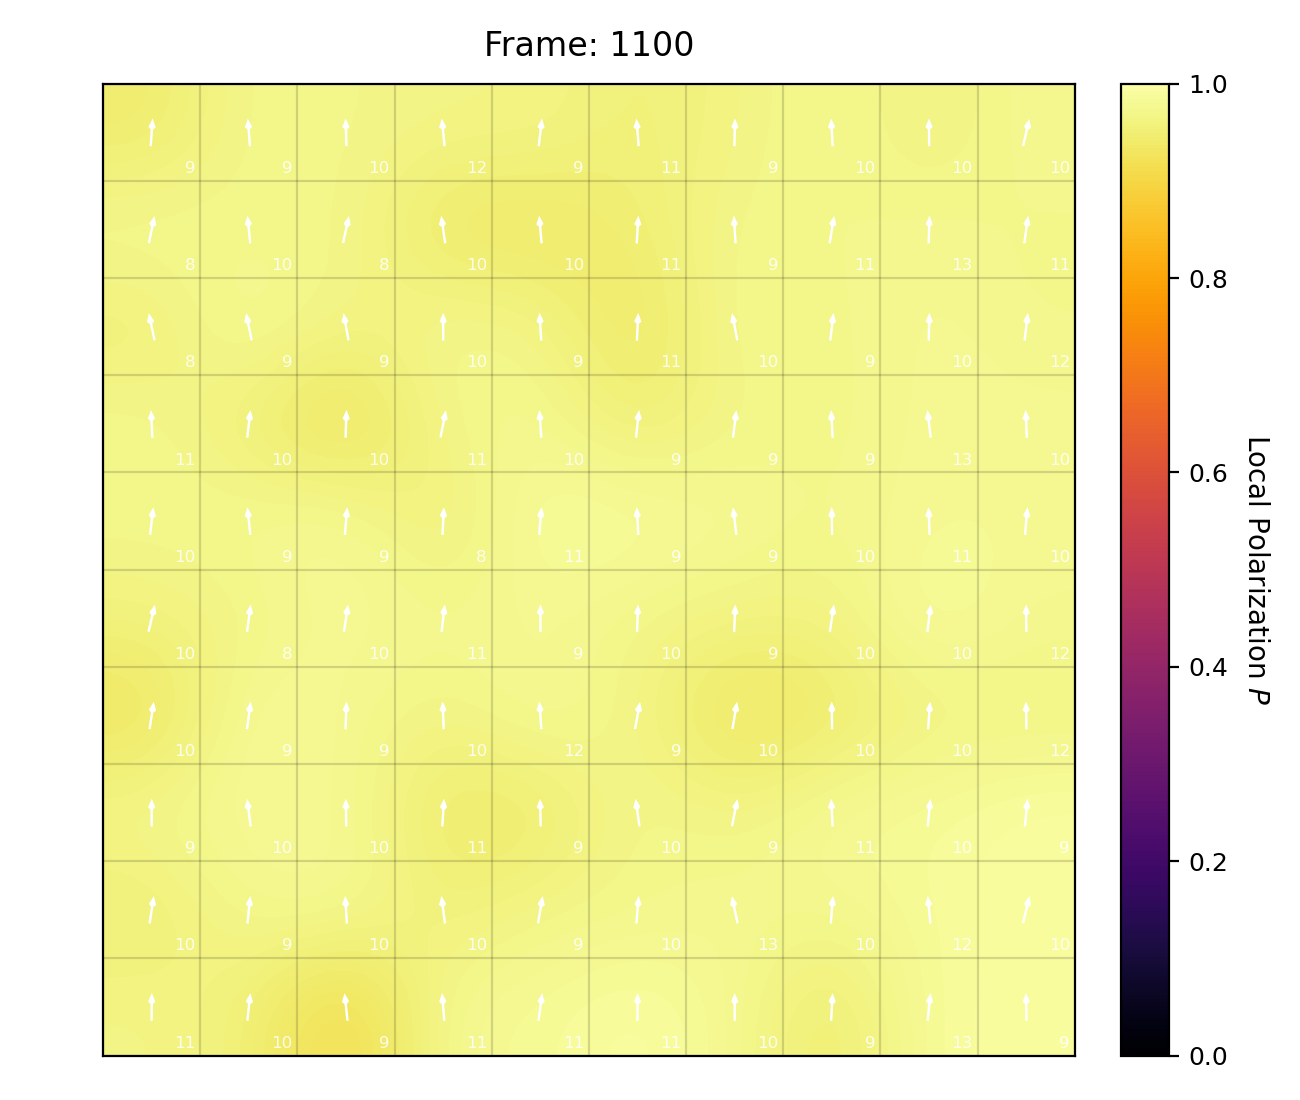 Frame: 1100
9 9 10 12 9 11 9 10 10 10
8 10 8 10 10 11 9 11 13 11
8 9 9 10 9 11 10 9 10 12
11 10 10 11 10 9 9 9 13 10
10 9 9 8 11 9 9 10 11 10
10 8 10 11 9 10 9 10 10 12
10 9 9 10 12 9 10 10 10 12
9 10 10 11 9 10 9 11 10 9
10 9 10 10 9 10 13 10 12 10
11 10 9 11 11 11 10 9 13 9
1.0
0.8
0.6
0.4
0.2
0.0
Local Polarization P